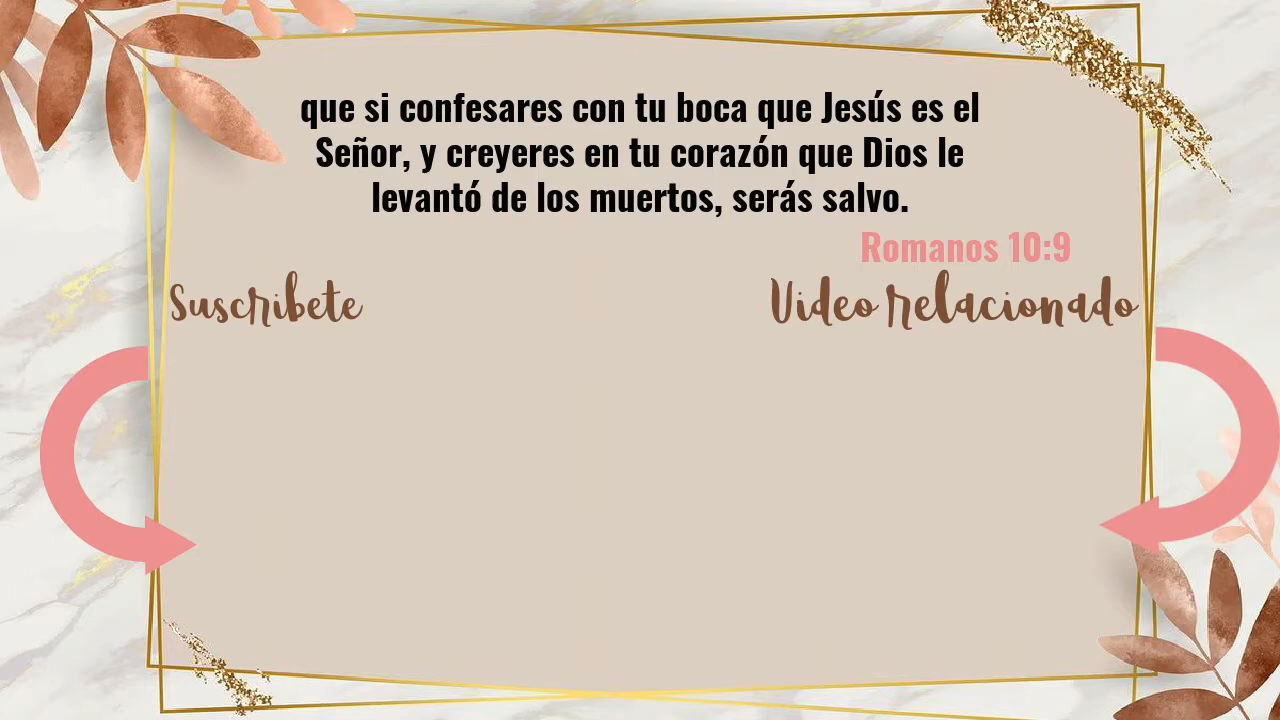 que si confesares con tu boca que Jesús es el
Señor, y creyeres en tu corazón que Dios le
levantó de los muertos, serás salvo.
Romanos 10:9
Suscribete
Video relacionado